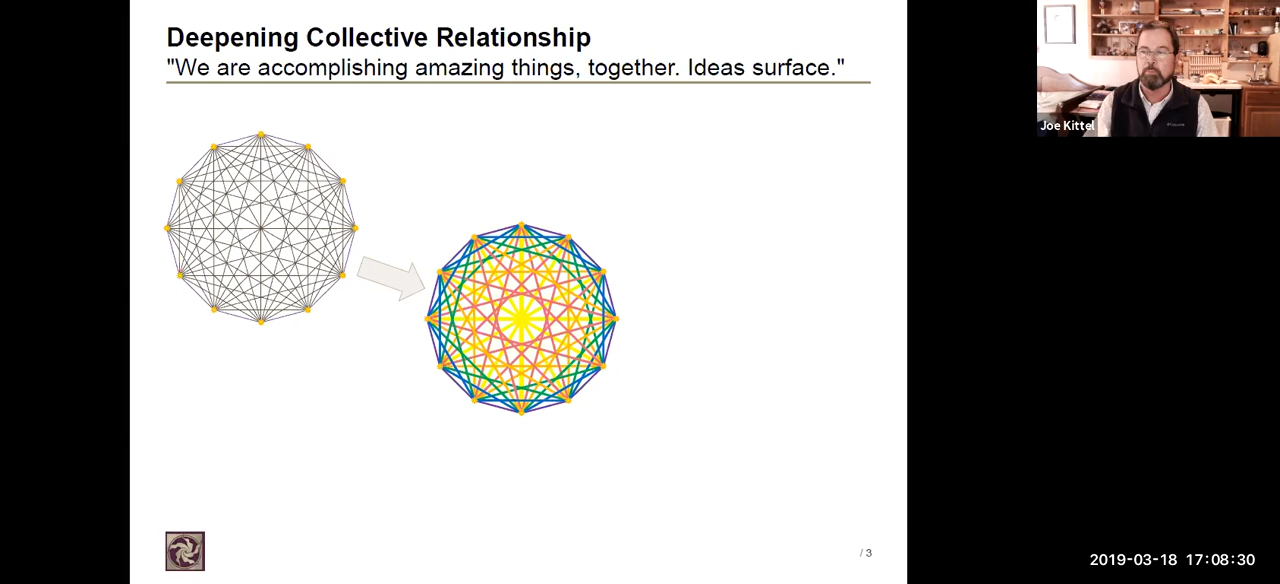 Deepening Collective Relationship
"We are accomplishing amazing things, together. Ideas surface."
Joe Kittel
/ 3
2019-03-18 17:08:30